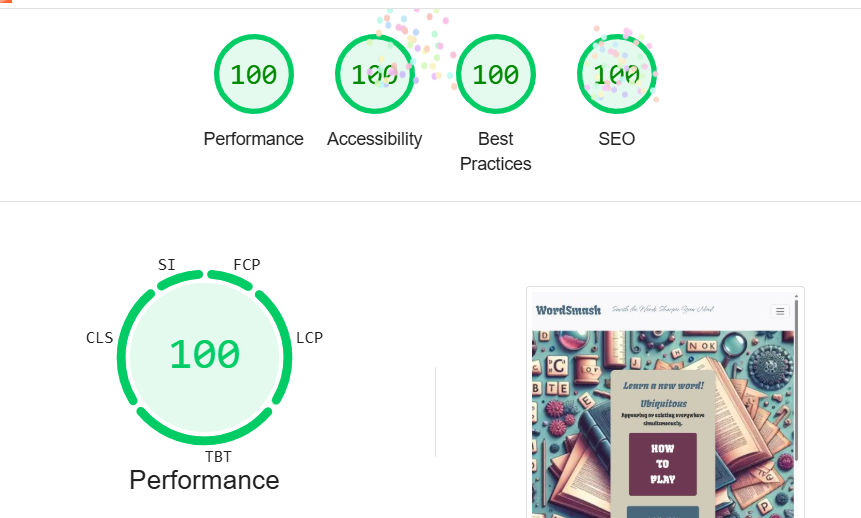 100
100
100
100
Performance
Accessibility
Best
Practices
SEO
SI
FCP
CLS
LCP
100
TBT
Performance
WordSmash
Smash the Words, Sharpen Your Mind
NOK
C
Learn a new word!
Ubiquitous
Appearing or existing everywhere
simultaneously.
HOW
TO
PLAY